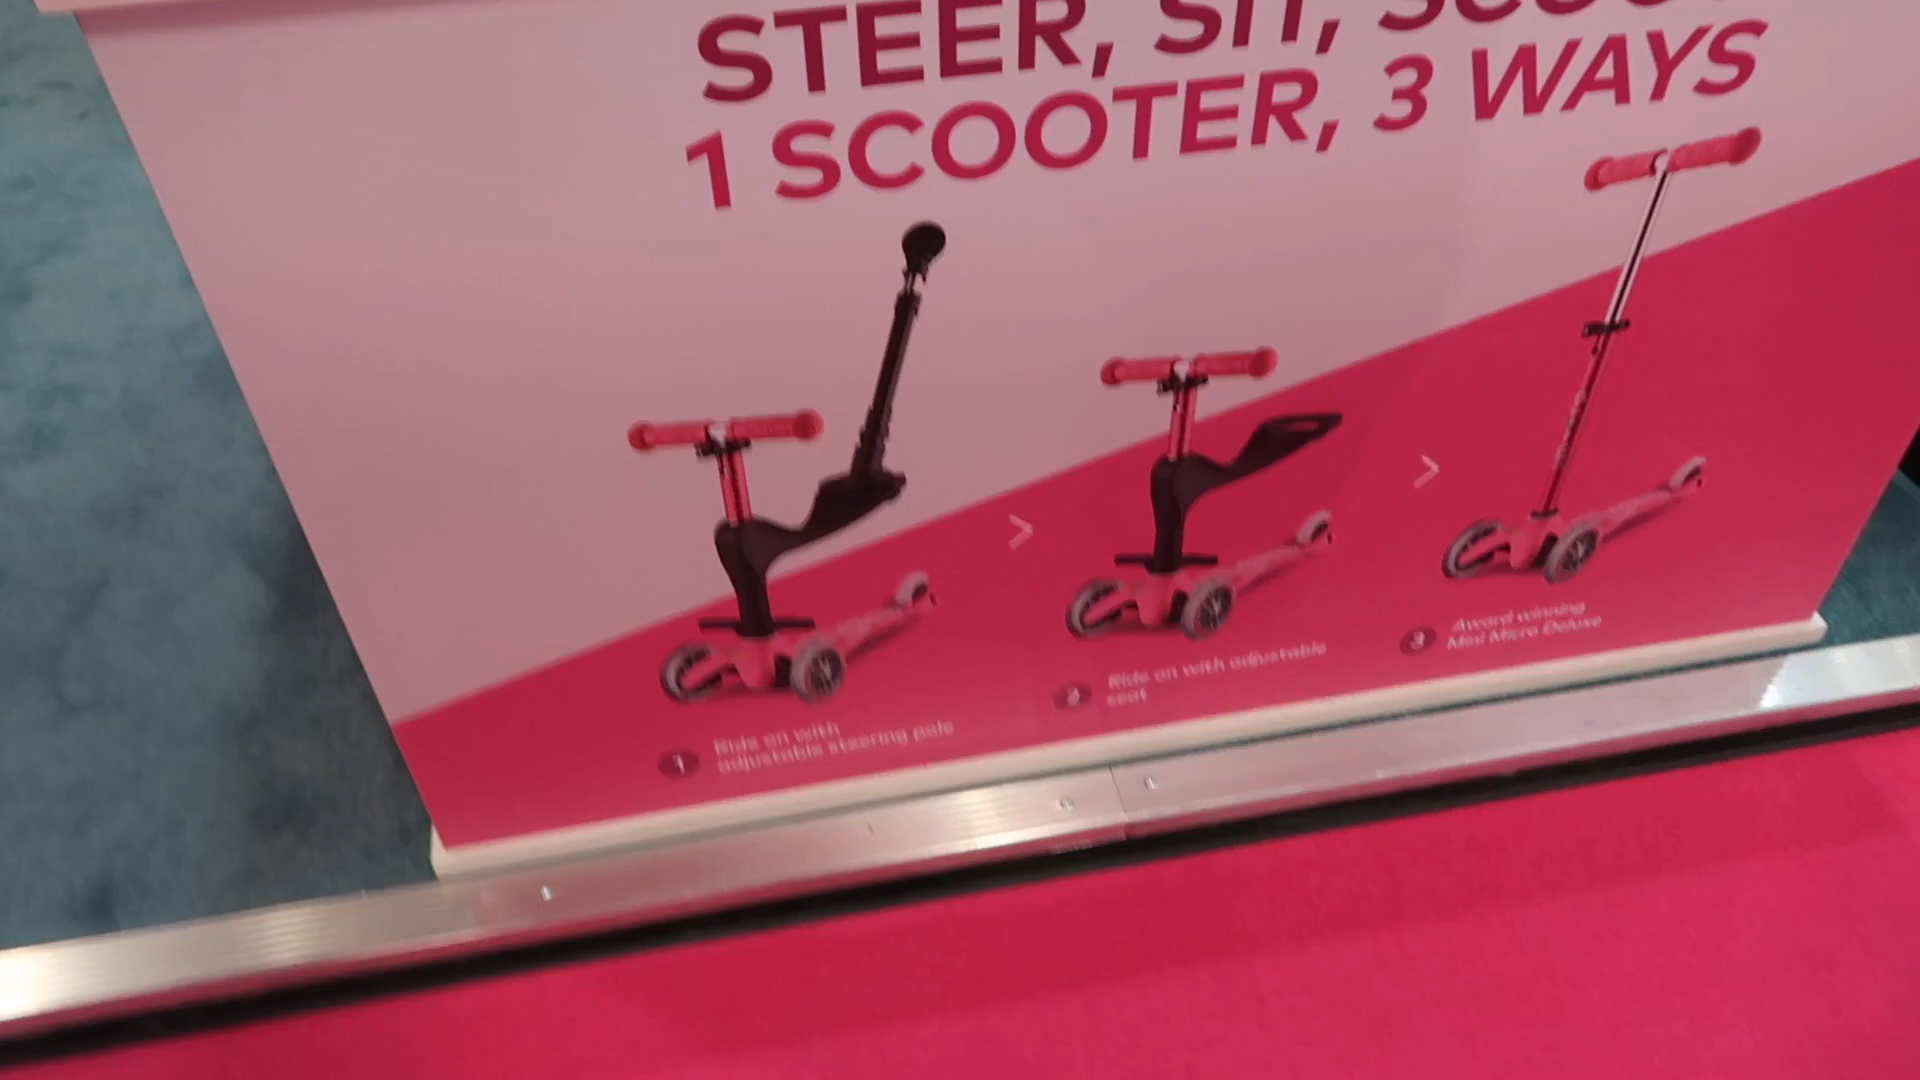 STEER, SIT, SCOOT
1 SCOOTER, 3 WAYS
1 Ride on with
adjustable steering pole
2 Ride on with adjustable
seat
3 Award winning
Mini Micro Deluxe